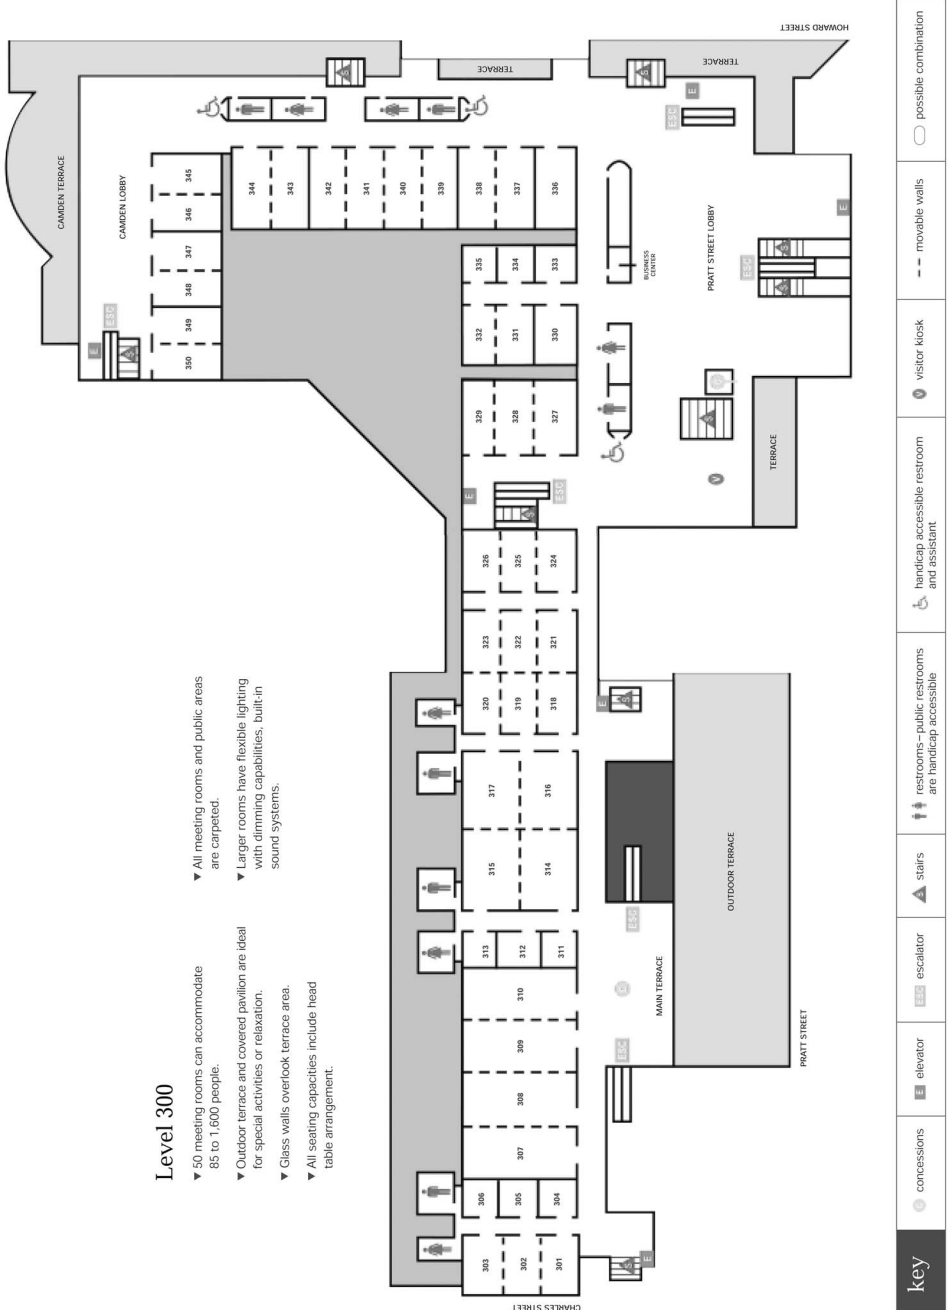 Level 300
▼ 50 meeting rooms can accommodate
85 to 1,600 people.
▼ Outdoor terrace and covered pavilion are ideal
for special activities or relaxation.
▼ Glass walls overlook terrace area.
▼ All seating capacities include head
table arrangement.
▼ All meeting rooms and public areas
are carpeted.
▼ Larger rooms have flexible lighting
with dimming capabilities, built-in
sound systems.
CHARLES STREET
HOWARD STREET
PRATT STREET
CAMDEN TERRACE
CAMDEN LOBBY
TERRACE
TERRACE
TERRACE
PRATT STREET LOBBY
BUSINESS
CENTER
MAIN TERRACE
OUTDOOR TERRACE
303
302
301
306
305
304
307
308
309
310
313
312
311
315
314
317
316
320
319
318
323
322
321
326
325
324
329
328
327
332
331
330
335
334
333
344
343
342
341
340
339
338
337
336
350
349
348
347
346
345
E
ESC
S
S
S
E
ESC
E
ESC
S
S
E
S
C
V
E
ESC
S
E
S
ESC
C
ESC
S
E
key
C concessions
E elevator
ESC escalator
S stairs
restrooms–public restrooms
are handicap accessible
handicap accessible restroom
and assistant
V visitor kiosk
movable walls
possible combination